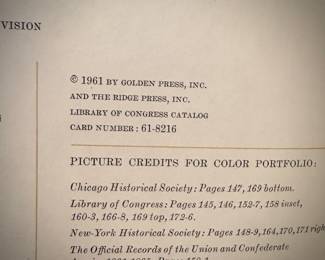 VISION
© 1961 BY GOLDEN PRESS, INC.
AND THE RIDGE PRESS, INC.
LIBRARY OF CONGRESS CATALOG
CARD NUMBER: 61-8216
PICTURE CREDITS FOR COLOR PORTFOLIO:
Chicago Historical Society: Pages 147, 169 bottom.
Library of Congress: Pages 145, 146, 152-7, 158 inset,
160-3, 166-8, 169 top, 172-6.
New-York Historical Society: Pages 148-9, 164, 170, 171 right
The Official Records of the Union and Confederate